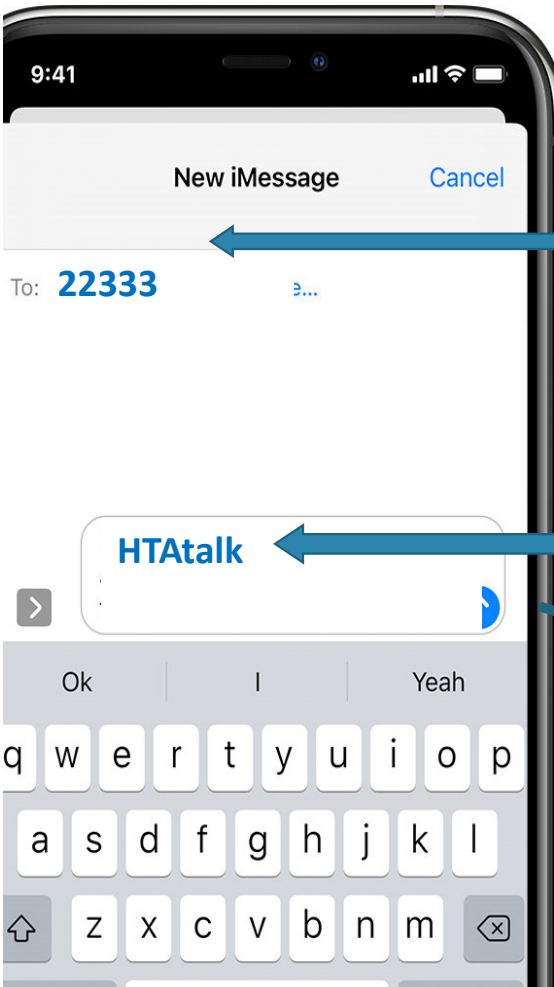 9:41
New iMessage Cancel
To: 22333 e...
HTAtalk
Ok I Yeah
q w e r t y u i o p
a s d f g h j k l
z x c v b n m